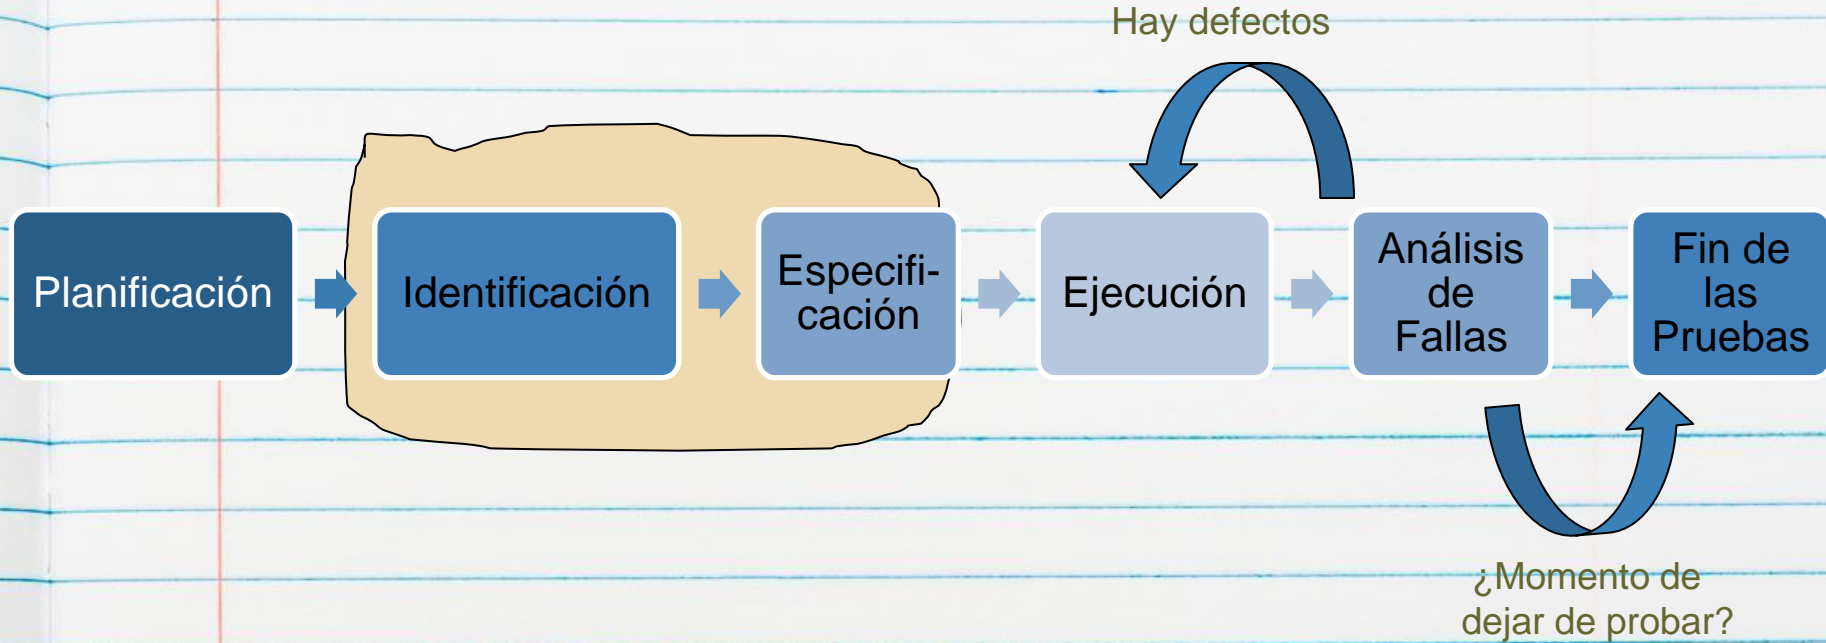 Hay defectos
Planificación
Identificación
Especifi-
cación
Ejecución
Análisis
de
Fallas
Fin de
las
Pruebas
¿Momento de
dejar de probar?